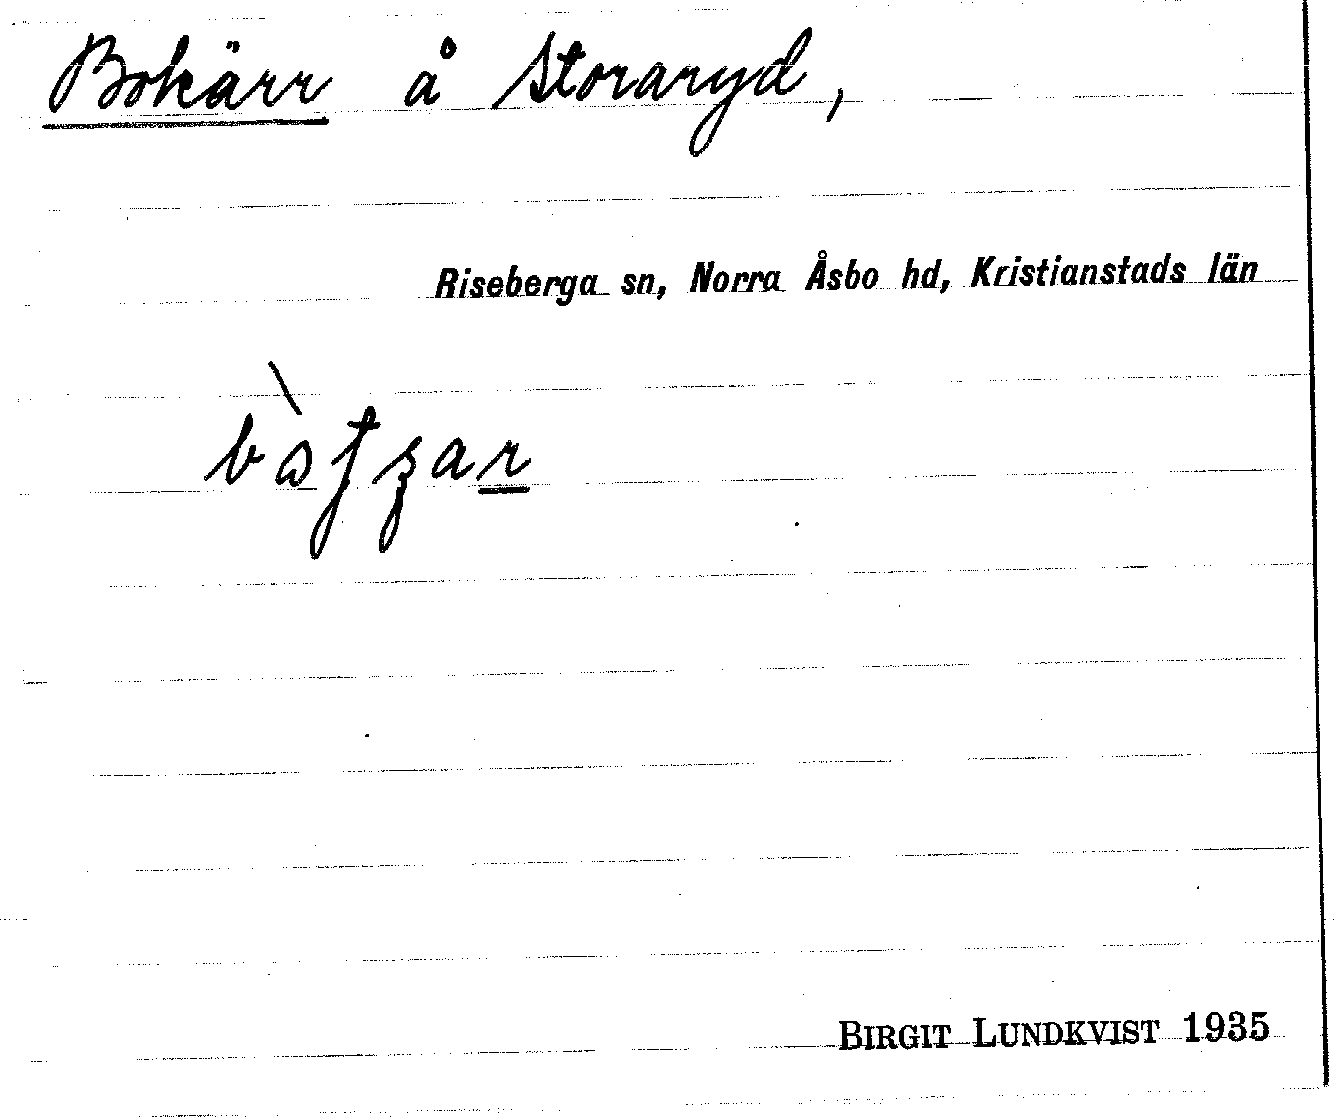 Bokärr å Storaryd,
Riseberga sn, Norra Åsbo hd, Kristianstads län
BIRGIT LUNDKVIST 1935